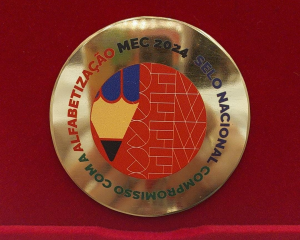 SELO NACIONAL COMPROMISSO COM A ALFABETIZAÇÃO MEC 2024